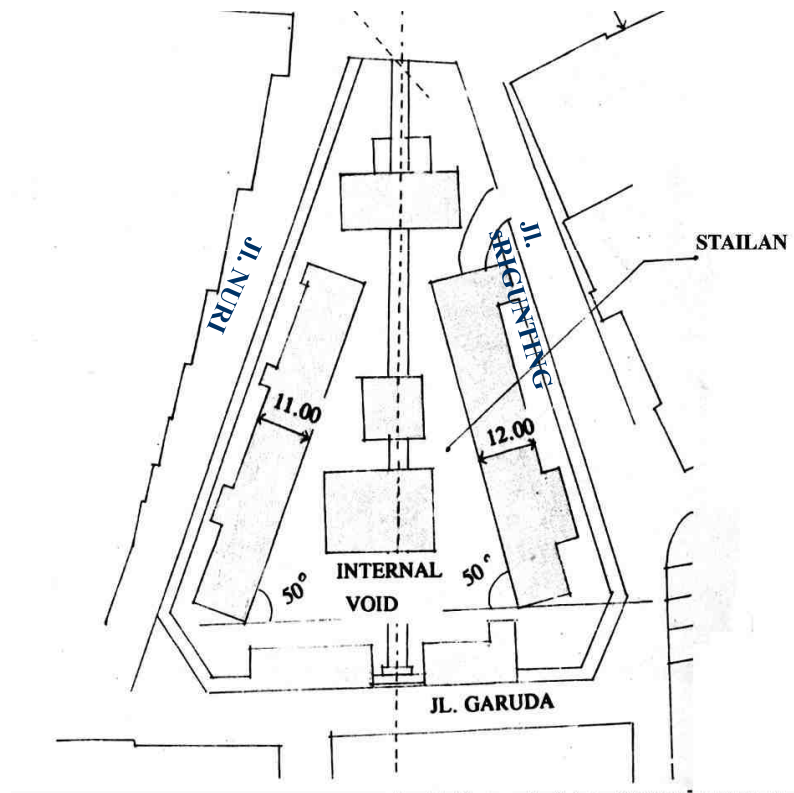 Jl.
sRIGUNTING
Jl. NURI
STAILAN
11.00
12.00
50°
50°
INTERNAL
VOID
JL. GARUDA